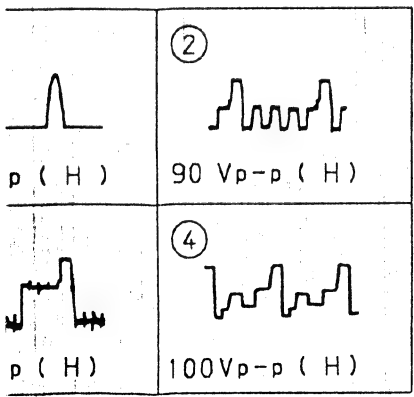 ②
p ( H )
90 Vp-p ( H )
④
p ( H )
100Vp-p ( H )